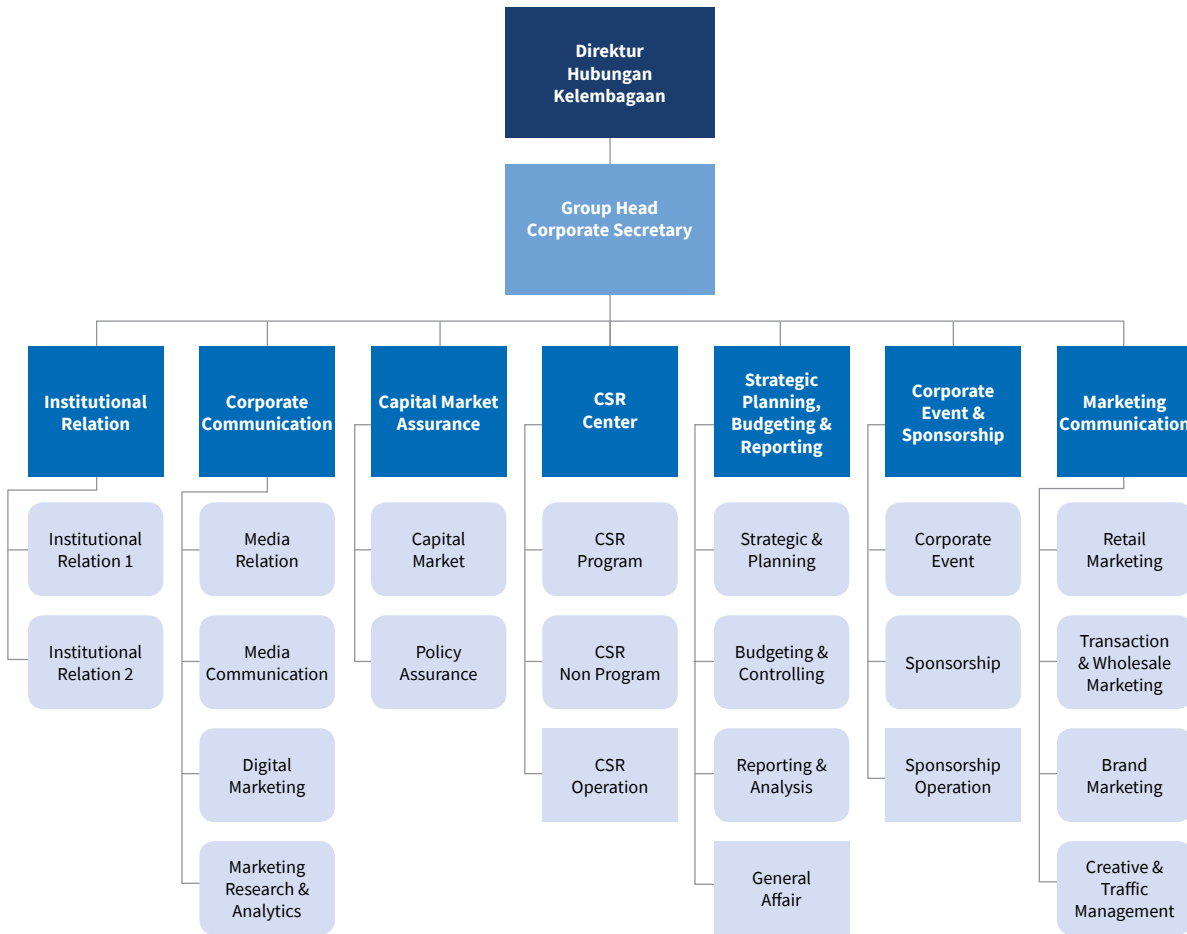 Direktur
Hubungan
Kelembagaan
Group Head
Corporate Secretary
Institutional
Relation
Corporate
Communication
Capital Market
Assurance
CSR
Center
Strategic
Planning,
Budgeting &
Reporting
Corporate
Event &
Sponsorship
Marketing
Communication
Institutional
Relation 1
Media
Relation
Capital
Market
CSR
Program
Strategic &
Planning
Corporate
Event
Retail
Marketing
Institutional
Relation 2
Media
Communication
Policy
Assurance
CSR
Non Program
Budgeting &
Controlling
Sponsorship
Transaction
& Wholesale
Marketing
Digital
Marketing
CSR
Operation
Reporting &
Analysis
Sponsorship
Operation
Brand
Marketing
Marketing
Research &
Analytics
General
Affair
Creative &
Traffic
Management